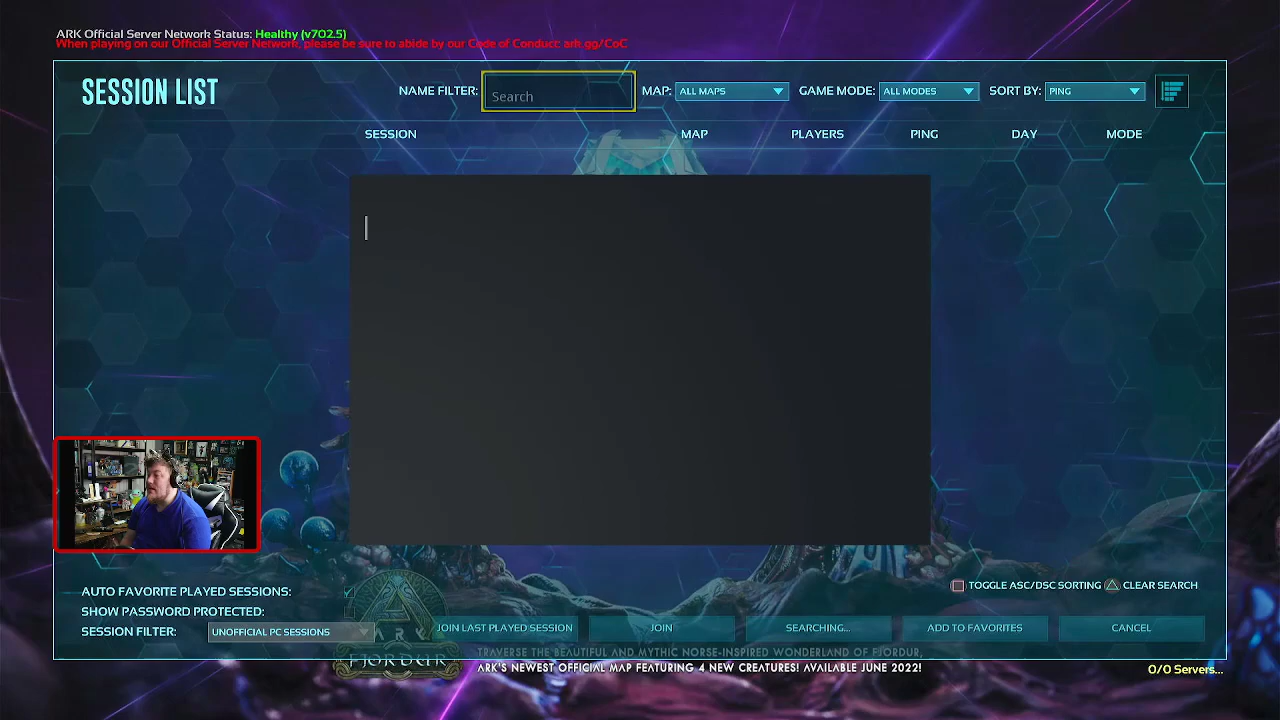 ARK Official Server Network Status: Healthy (v702.5)
When playing on our Official Server Network, please be sure to abide by our Code of Conduct: ark.gg/CoC
SESSION LIST
NAME FILTER: Search MAP: ALL MAPS GAME MODE: ALL MODES SORT BY: PING
SESSION MAP PLAYERS PING DAY MODE
AUTO FAVORITE PLAYED SESSIONS:
TOGGLE ASC/DSC SORTING CLEAR SEARCH
SHOW PASSWORD PROTECTED:
SESSION FILTER: UNOFFICIAL PC SESSIONS
JOIN LAST PLAYED SESSION JOIN SEARCHING... ADD TO FAVORITES CANCEL
ARK
FJORDUR
TRAVERSE THE BEAUTIFUL AND MYTHIC NORSE-INSPIRED WONDERLAND OF FJORDUR,
ARK'S NEWEST OFFICIAL MAP FEATURING 4 NEW CREATURES! AVAILABLE JUNE 2022!
0/0 Servers...